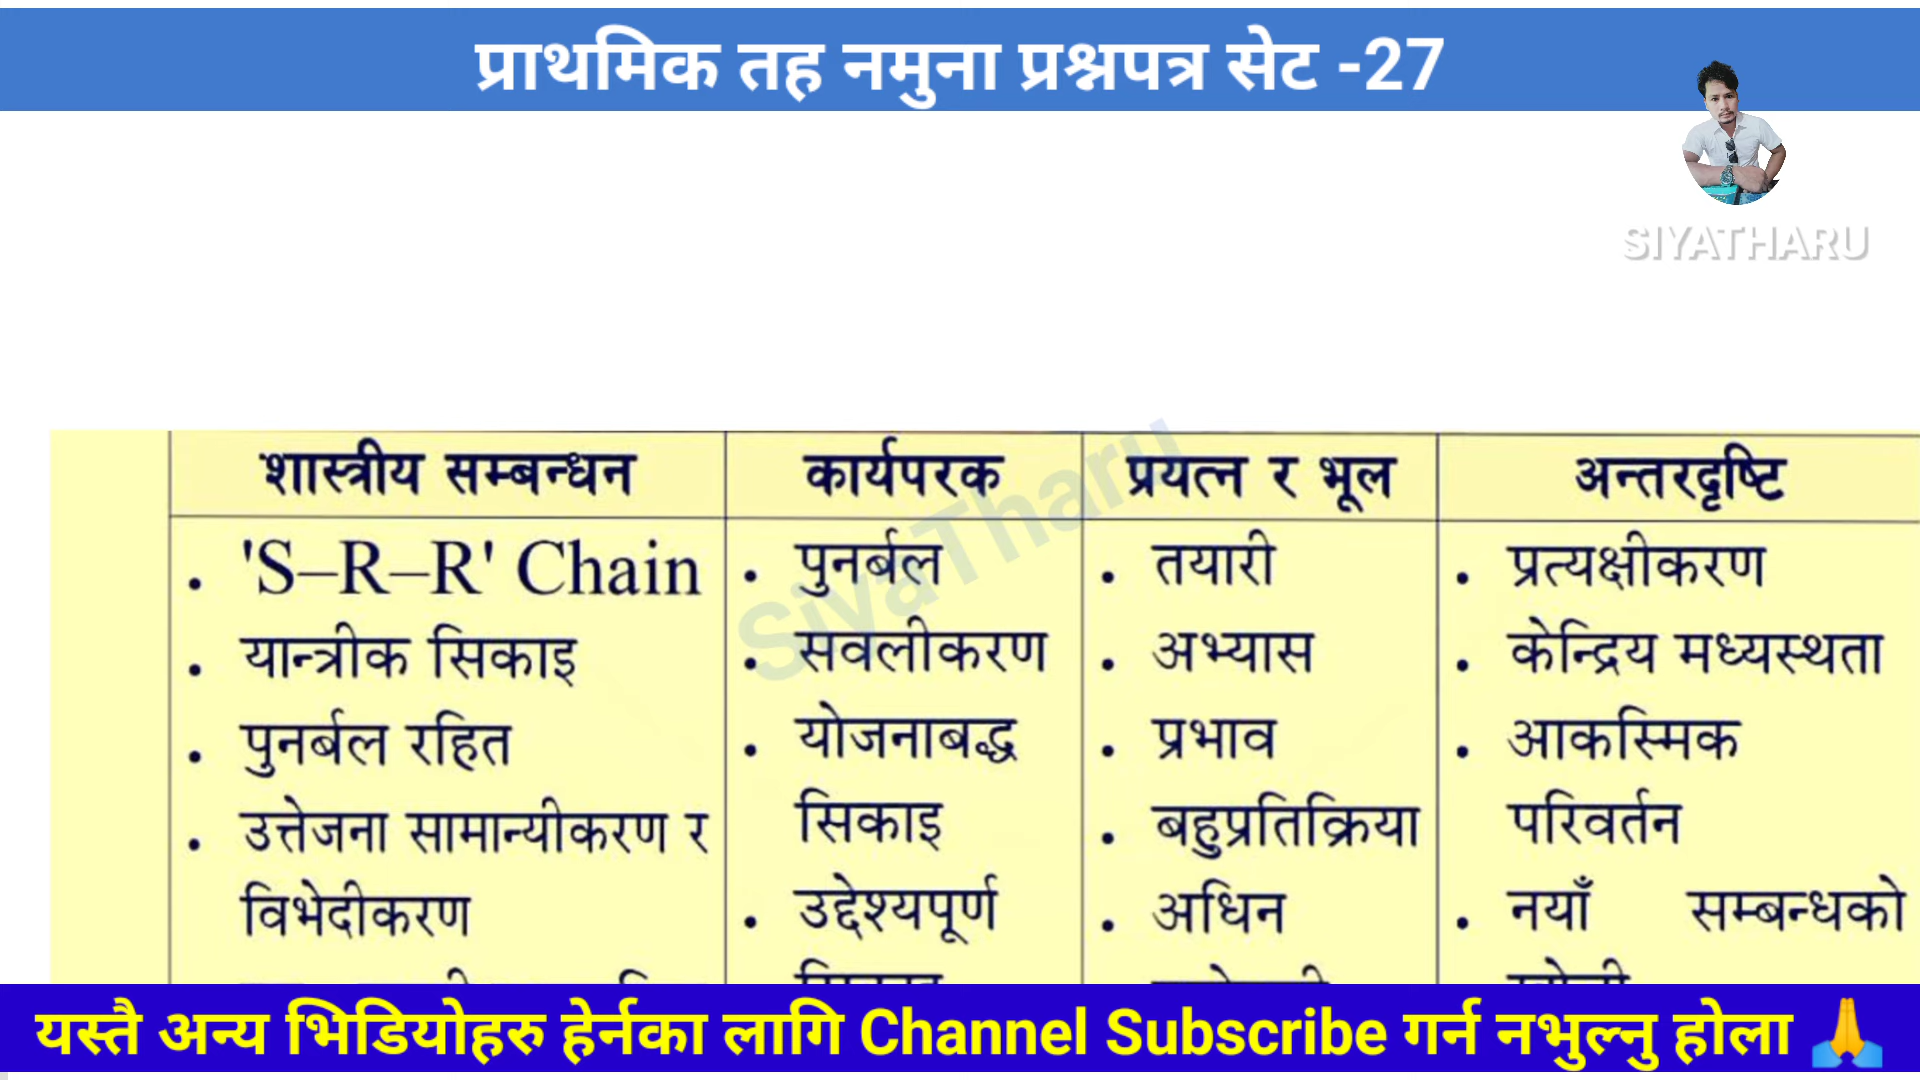 प्राथमिक तह नमुना प्रश्नपत्र सेट -27
SIYATHARU
शास्त्रीय सम्बन्धन
• 'S–R–R' Chain
• यान्त्रीक सिकाइ
• पुनर्बल रहित
• उत्तेजना सामान्यीकरण र
विभेदीकरण
कार्यपरक
• पुनर्बल
• सवलीकरण
• योजनाबद्ध
सिकाइ
• उद्देश्यपूर्ण
प्रयत्न र भूल
• तयारी
• अभ्यास
• प्रभाव
• बहुप्रतिक्रिया
• अधिन
अन्तरदृष्टि
• प्रत्यक्षीकरण
• केन्द्रिय मध्यस्थता
• आकस्मिक
परिवर्तन
• नयाँ सम्बन्धको
SiyaTharu
यस्तै अन्य भिडियोहरु हेर्नका लागि Channel Subscribe गर्न नभुल्नु होला 🙏